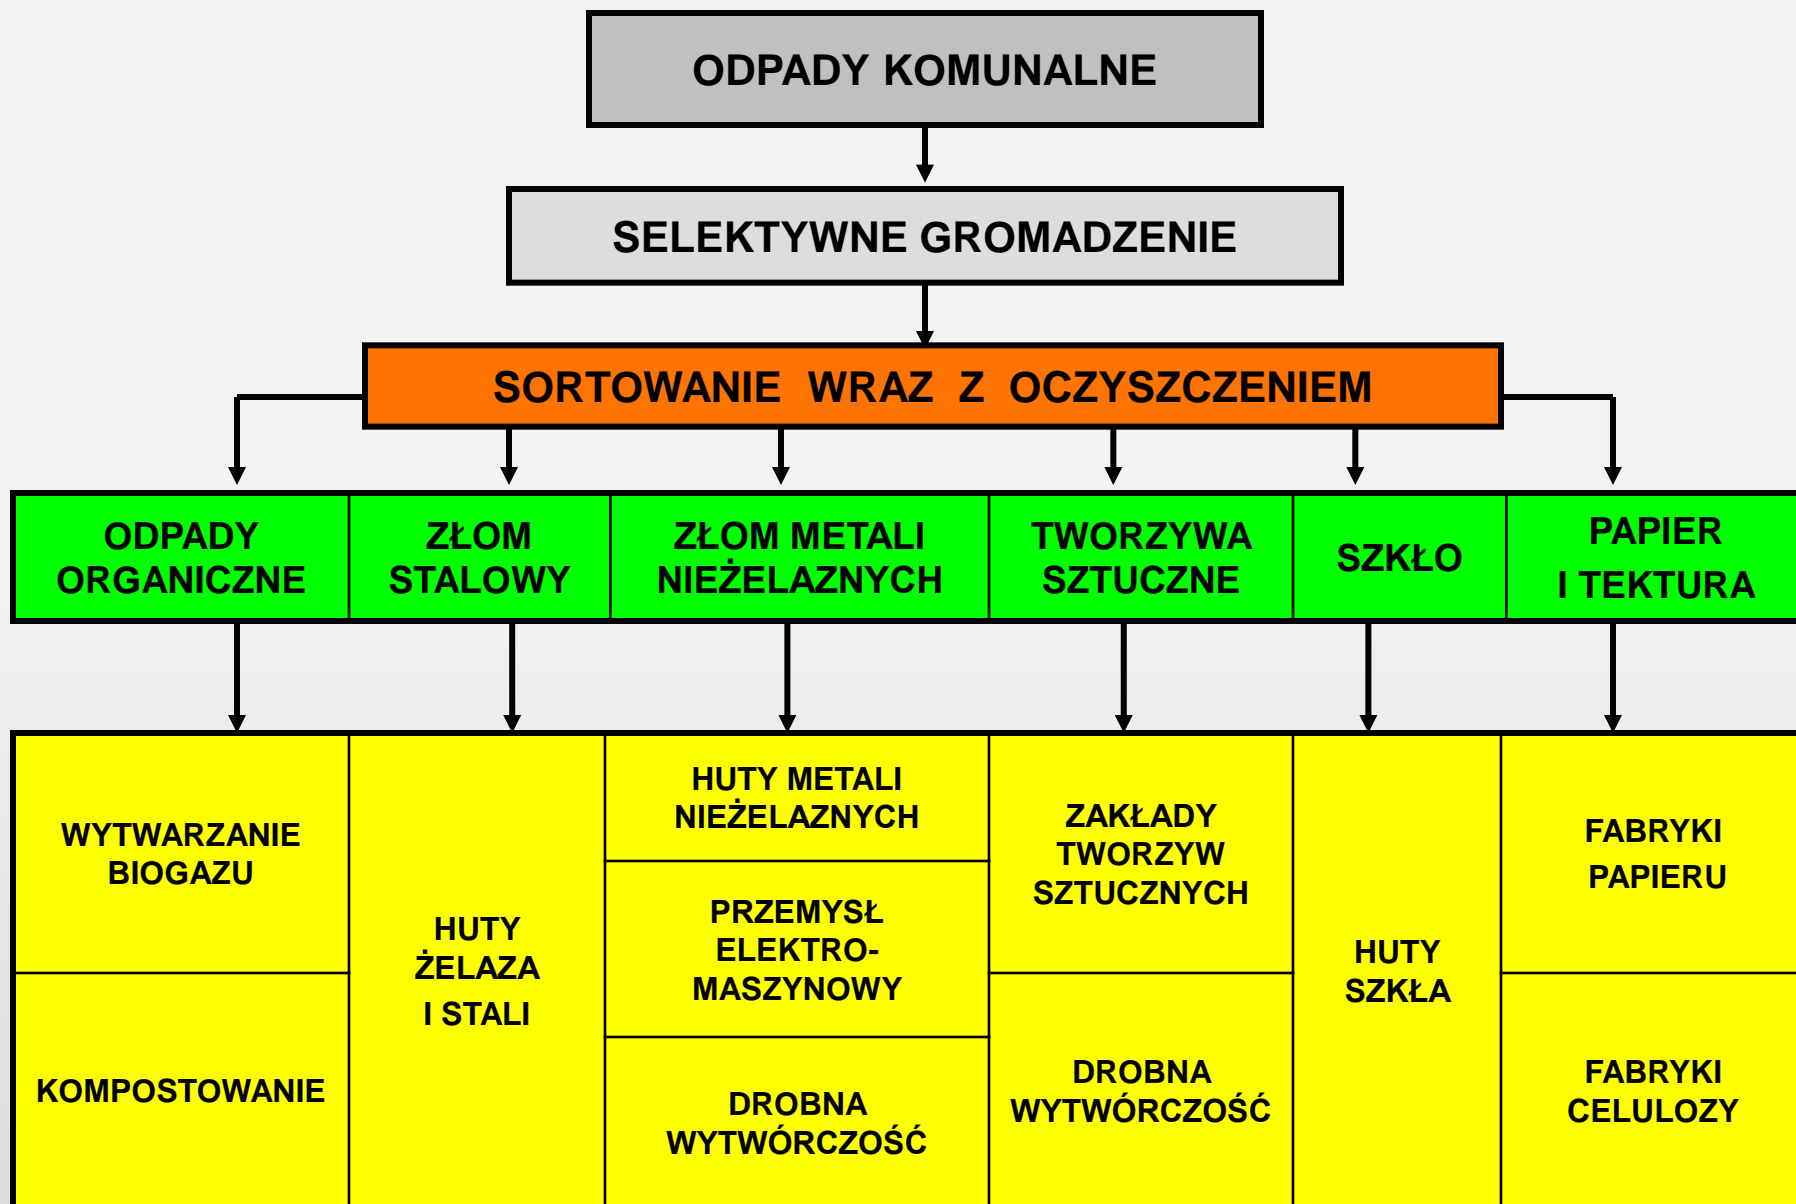 ODPADY KOMUNALNE
SELEKTYWNE GROMADZENIE
SORTOWANIE WRAZ Z OCZYSZCZENIEM
ODPADY
ORGANICZNE
ZŁOM
STALOWY
ZŁOM METALI
NIEŻELAZNYCH
TWORZYWA
SZTUCZNE
SZKŁO
PAPIER
I TEKTURA
WYTWARZANIE
BIOGAZU
KOMPOSTOWANIE
HUTY
ŻELAZA
I STALI
HUTY METALI
NIEŻELAZNYCH
PRZEMYSŁ
ELEKTRO-
MASZYNOWY
DROBNA
WYTWÓRCZOŚĆ
ZAKŁADY
TWORZYW
SZTUCZNYCH
DROBNA
WYTWÓRCZOŚĆ
HUTY
SZKŁA
FABRYKI
PAPIERU
FABRYKI
CELULOZY